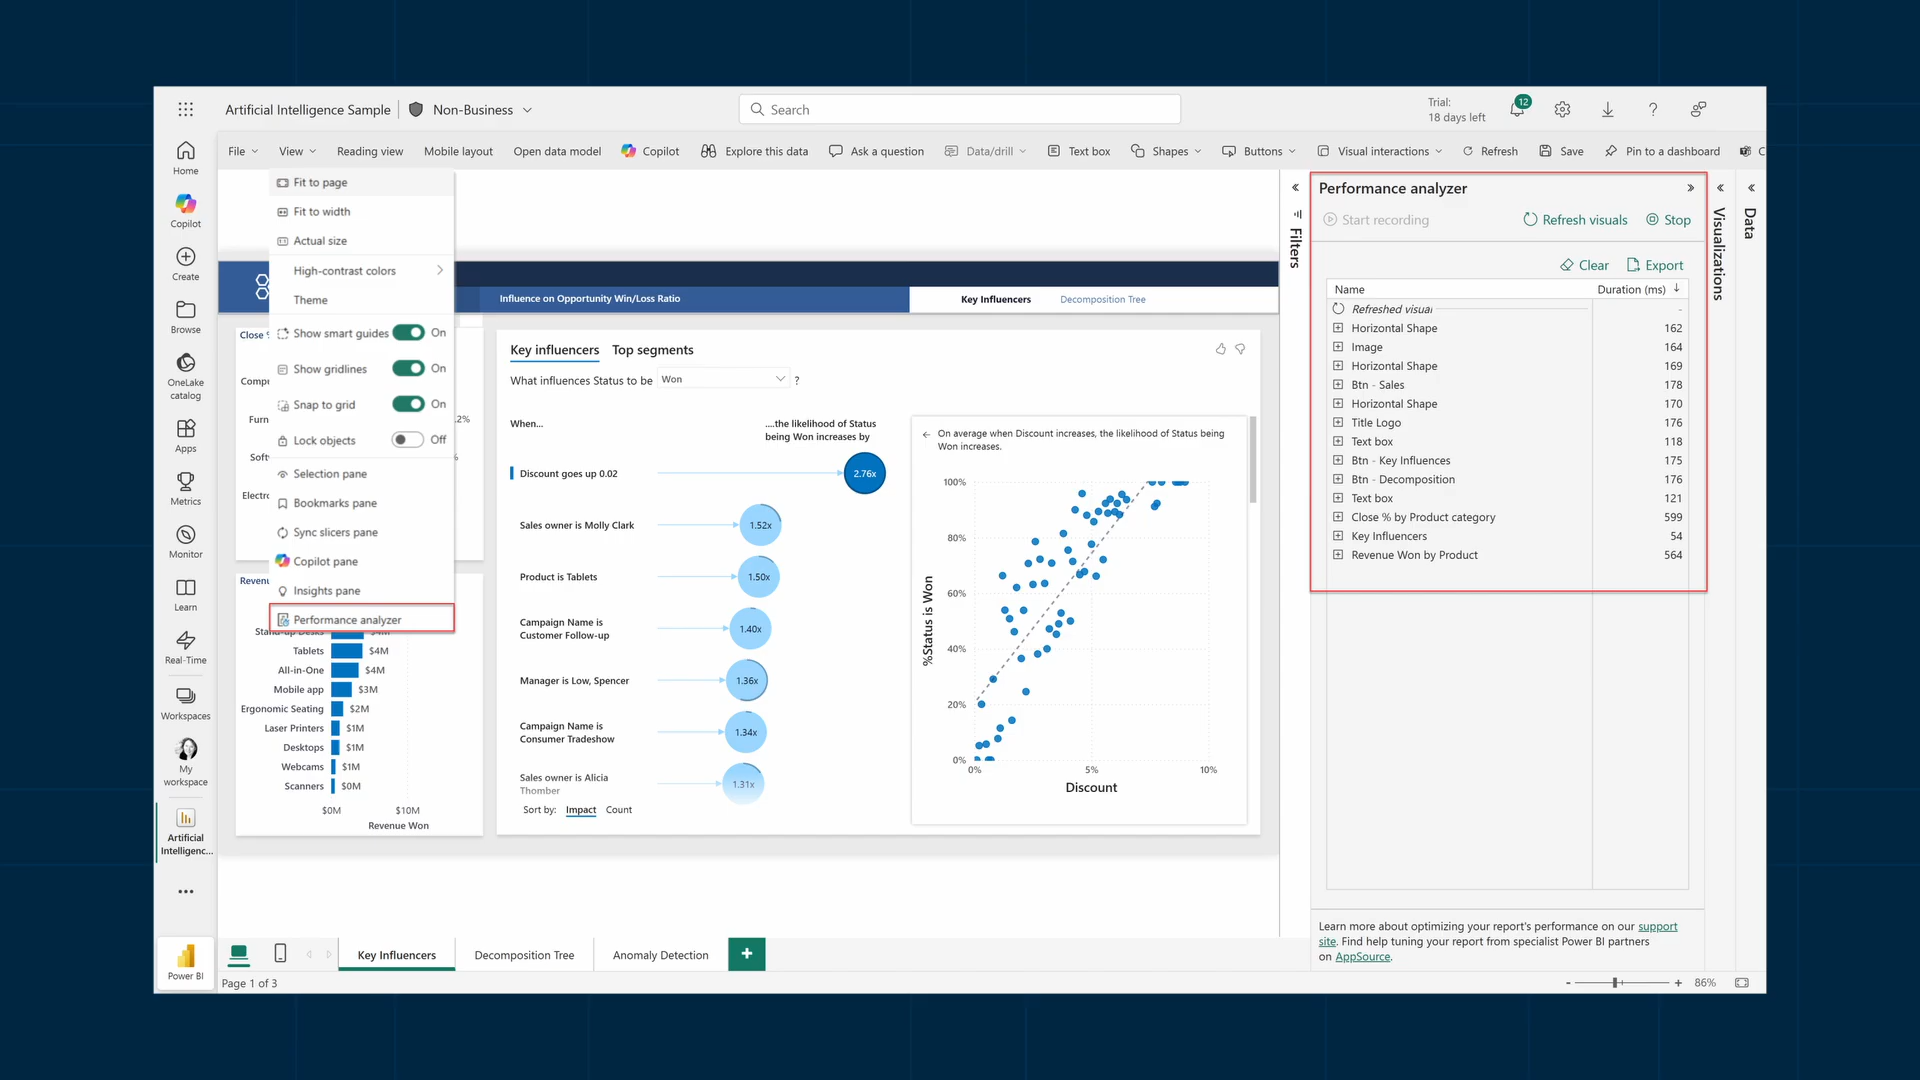 Artificial Intelligence Sample
Non-Business
Search
Trial:
18 days left
12
?
File
View
Reading view
Mobile layout
Open data model
Copilot
Explore this data
Ask a question
Data/drill
Text box
Shapes
Buttons
Visual interactions
Refresh
Save
Pin to a dashboard
C
Home
Copilot
Create
Browse
OneLake
catalog
Apps
Metrics
Monitor
Learn
Real-Time
Workspaces
My
workspace
Artificial
Intelligenc...
Power BI
Fit to page
Fit to width
Actual size
High-contrast colors
Theme
Show smart guides On
Show gridlines On
Snap to grid On
Lock objects Off
Selection pane
Bookmarks pane
Sync slicers pane
Copilot pane
Insights pane
Performance analyzer
Influence on Opportunity Win/Loss Ratio
Key Influencers
Decomposition Tree
Close %
Compu
Furn
.2%
Soft
%
Electro
Revenu
Stand-up Desks $4M
Tablets $4M
All-in-One $4M
Mobile app $3M
Ergonomic Seating $2M
Laser Printers $1M
Desktops $1M
Webcams $1M
Scanners $0M
$0M $10M
Revenue Won
Key influencers Top segments
What influences Status to be Won ?
When...
....the likelihood of Status
being Won increases by
Discount goes up 0.02 2.76x
Sales owner is Molly Clark 1.52x
Product is Tablets 1.50x
Campaign Name is
Customer Follow-up
1.40x
Manager is Low, Spencer 1.36x
Campaign Name is
Consumer Tradeshow
1.34x
Sales owner is Alicia
Thomber
1.31x
Sort by: Impact Count
On average when Discount increases, the likelihood of Status being
Won increases.
%Status is Won
100%
80%
60%
40%
20%
0%
0% 5% 10%
Discount
Filters
Performance analyzer
Start recording
Refresh visuals
Stop
Clear
Export
Name Duration (ms)
Refreshed visual -
Horizontal Shape 162
Image 164
Horizontal Shape 169
Btn - Sales 178
Horizontal Shape 170
Title Logo 176
Text box 118
Btn - Key Influences 175
Btn - Decomposition 176
Text box 121
Close % by Product category 599
Key Influencers 54
Revenue Won by Product 564
Learn more about optimizing your report's performance on our support
site. Find help tuning your report from specialist Power BI partners
on AppSource.
Visualizations
Data
Key Influencers
Decomposition Tree
Anomaly Detection
+
Page 1 of 3
- + 86%